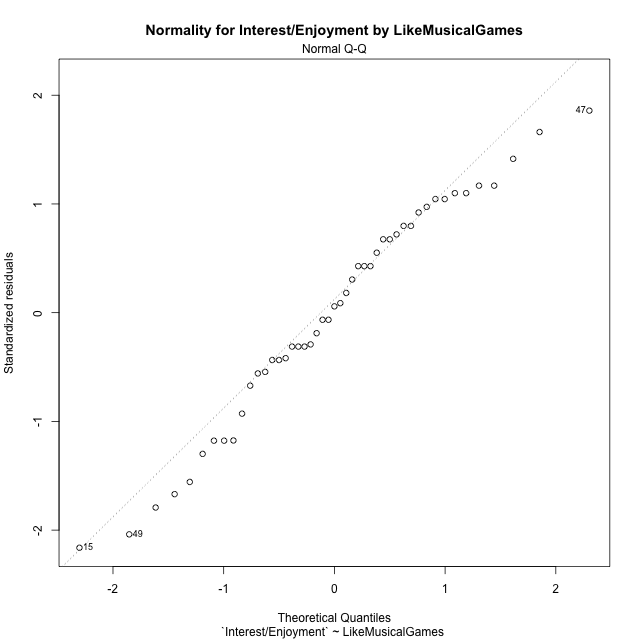 Normality for Interest/Enjoyment by LikeMusicalGames
Normal Q-Q
2
1
0
-1
-2
Standardized residuals
47
49
15
-2 -1 0 1 2
Theoretical Quantiles
`Interest/Enjoyment` ~ LikeMusicalGames